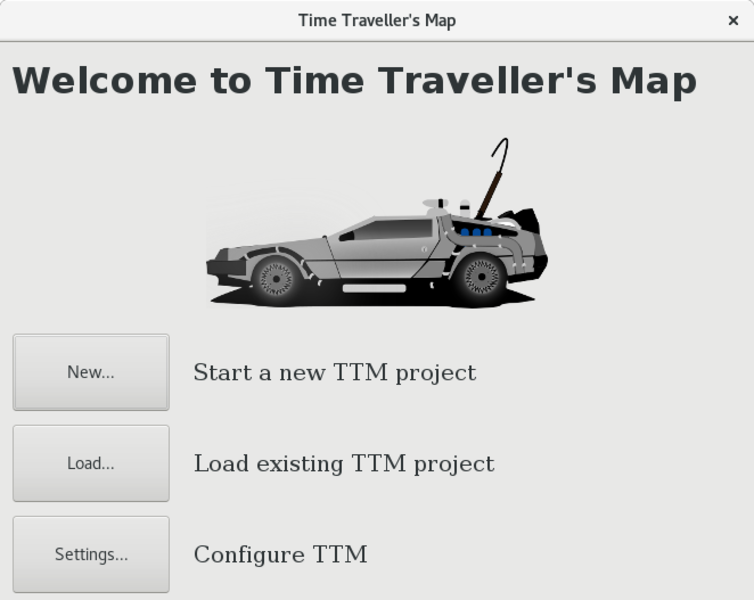 Time Traveller's Map
Welcome to Time Traveller's Map
New...
Start a new TTM project
Load...
Load existing TTM project
Settings...
Configure TTM